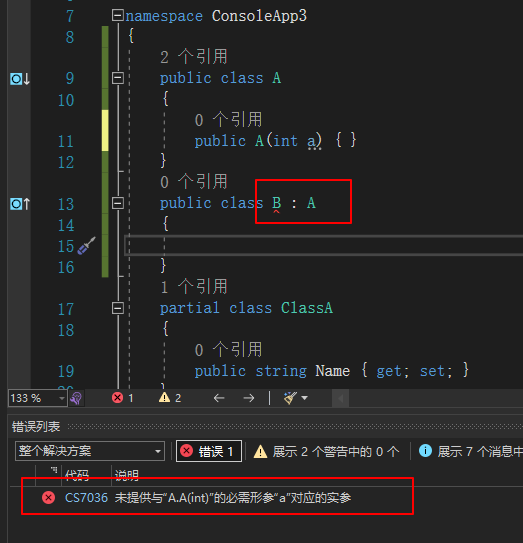 7 namespace ConsoleApp3
8 {
2 个引用
9 public class A
10 {
0 个引用
11 public A(int a) { }
12 }
0 个引用
13 public class B : A
14 {
15
16 }
1 个引用
17 partial class ClassA
18 {
0 个引用
19 public string Name { get; set; }
133 % 1 2
错误列表
整个解决方案 错误 1 展示 2 个警告中的 0 个 展示 7 个消息中
代码 说明
CS7036 未提供与“A.A(int)”的必需形参“a”对应的实参